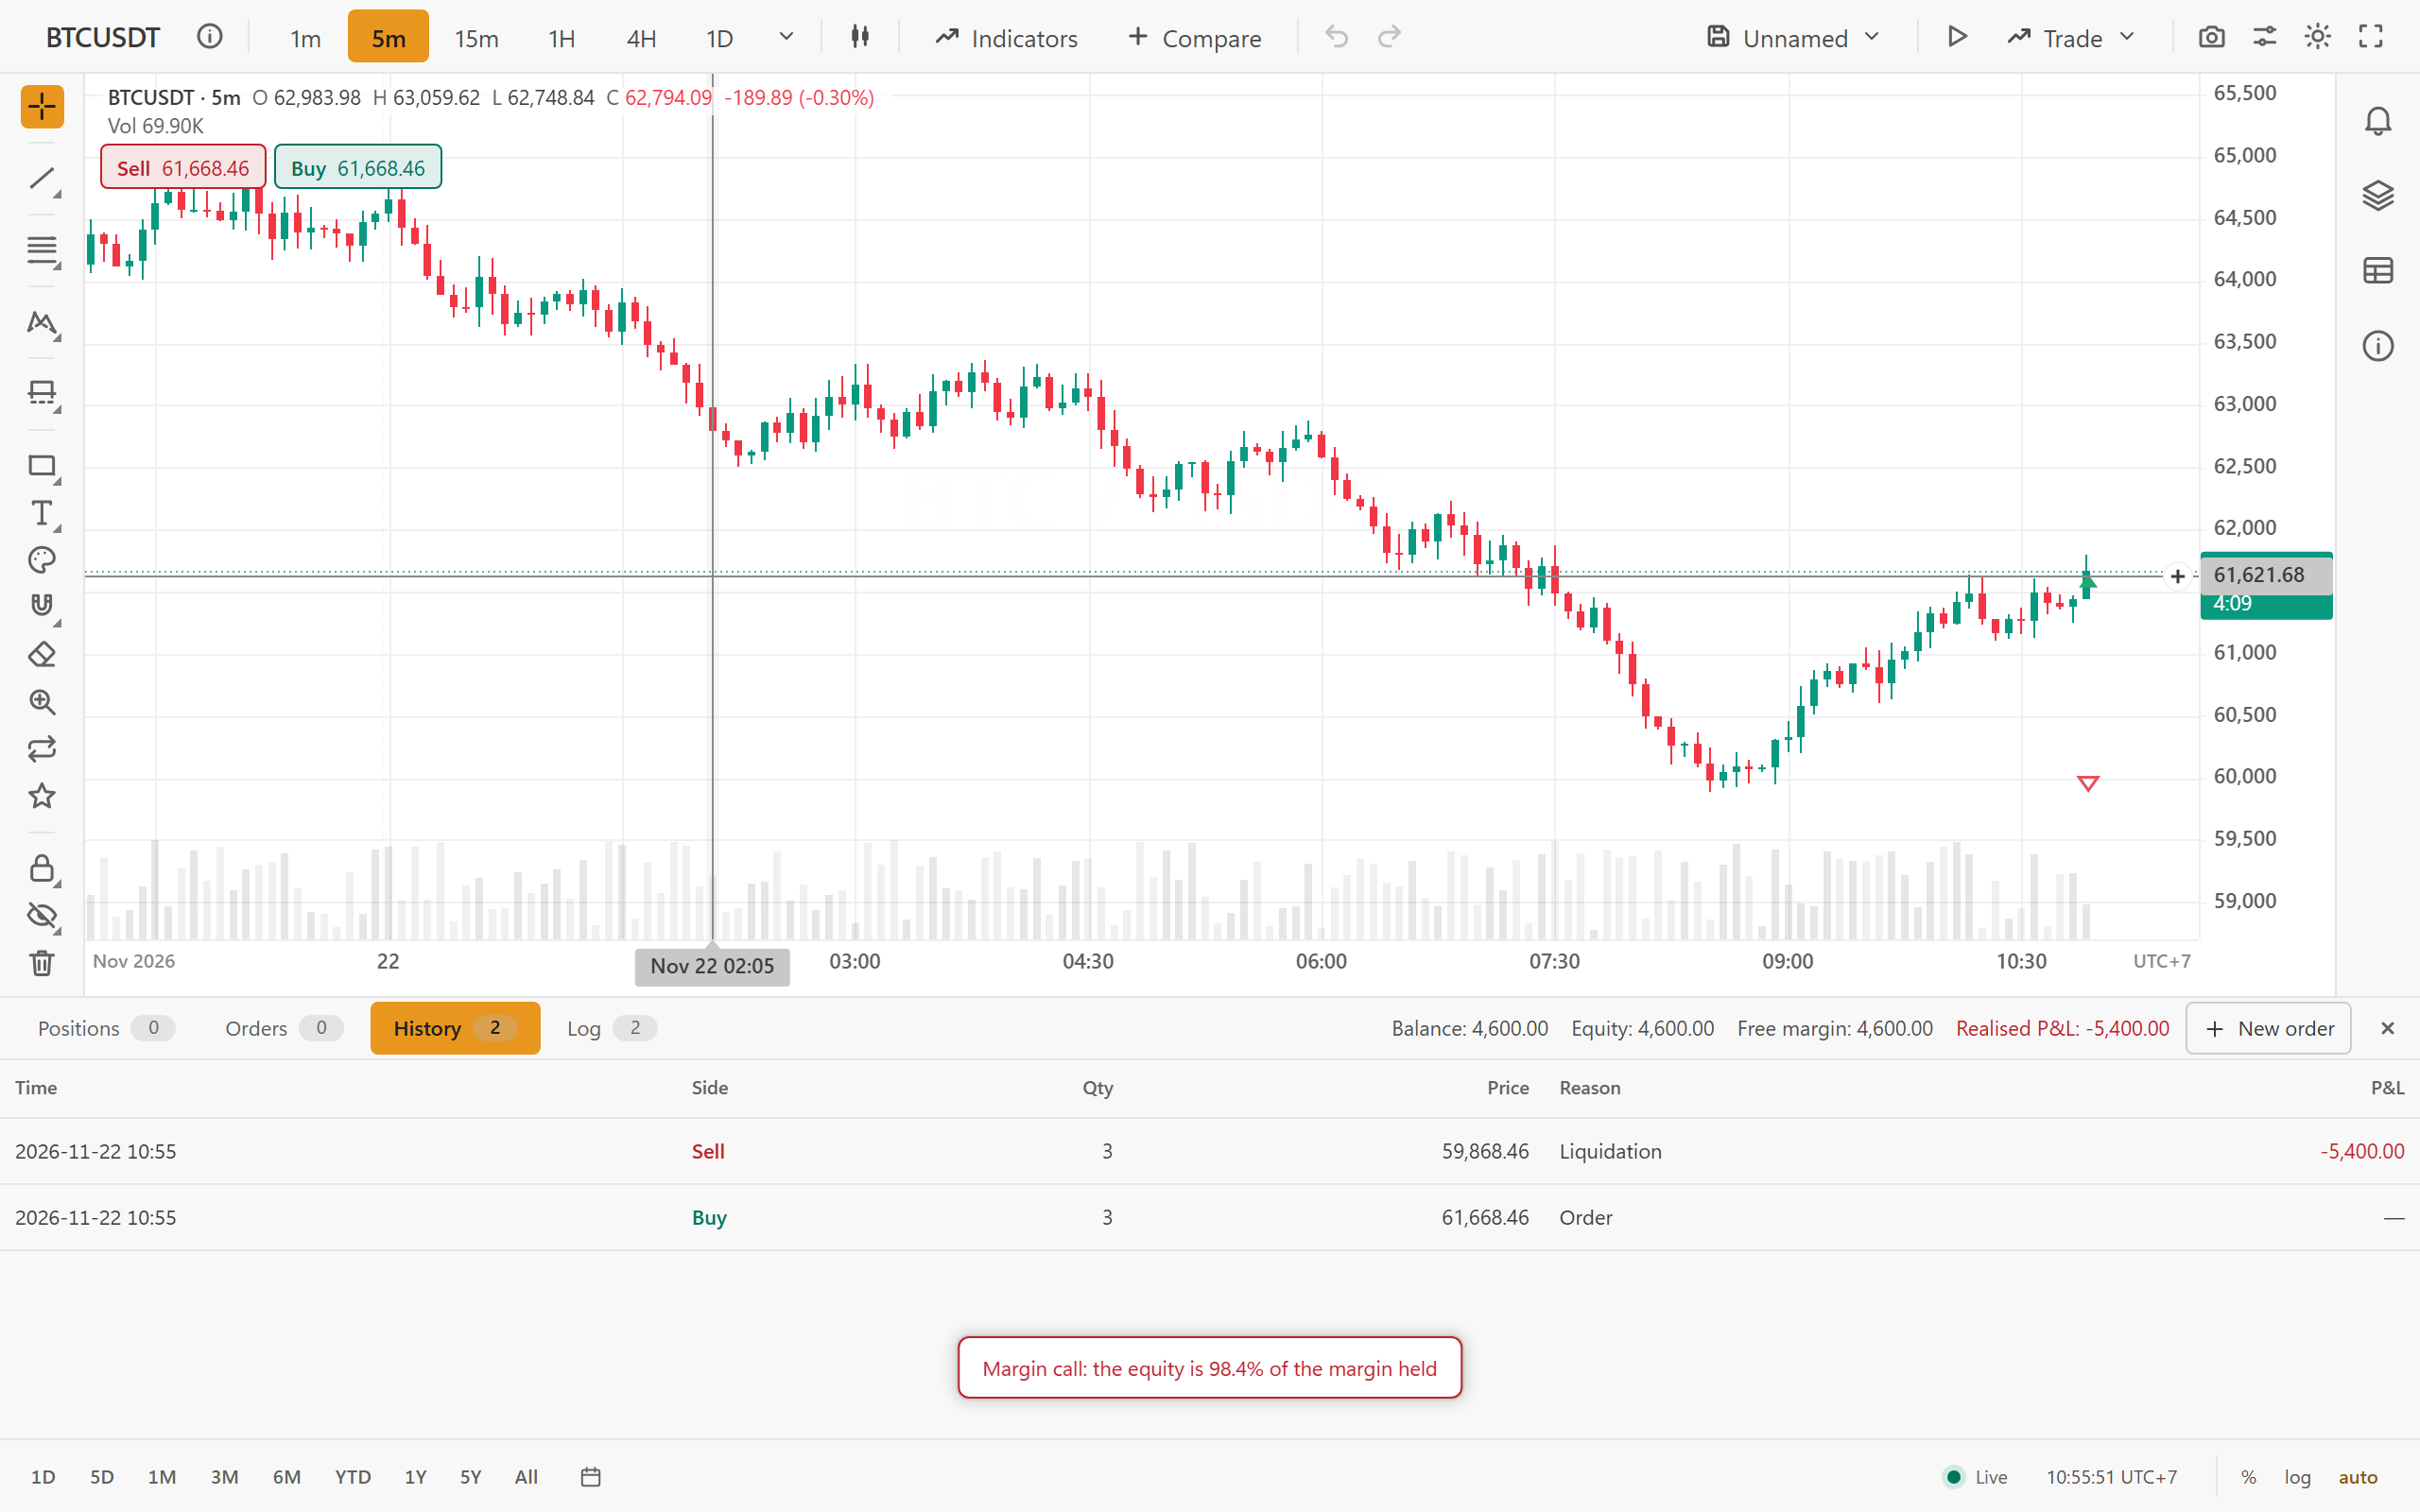 BTCUSDT 1m 5m 15m 1H 4H 1D Indicators Compare Unnamed Trade
BTCUSDT · 5m O 62,983.98 H 63,059.62 L 62,748.84 C 62,794.09 -189.89 (-0.30%)
Vol 69.90K
Sell 61,668.46 Buy 61,668.46
65,500
65,000
64,500
64,000
63,500
63,000
62,500
62,000
61,621.68
4:09
61,000
60,500
60,000
59,500
59,000
Nov 2026 22 Nov 22 02:05 03:00 04:30 06:00 07:30 09:00 10:30 UTC+7
Positions 0 Orders 0 History 2 Log 2 Balance: 4,600.00 Equity: 4,600.00 Free margin: 4,600.00 Realised P&L: -5,400.00 New order
Time Side Qty Price Reason P&L
2026-11-22 10:55 Sell 3 59,868.46 Liquidation -5,400.00
2026-11-22 10:55 Buy 3 61,668.46 Order —
Margin call: the equity is 98.4% of the margin held
1D 5D 1M 3M 6M YTD 1Y 5Y All Live 10:55:51 UTC+7 % log auto